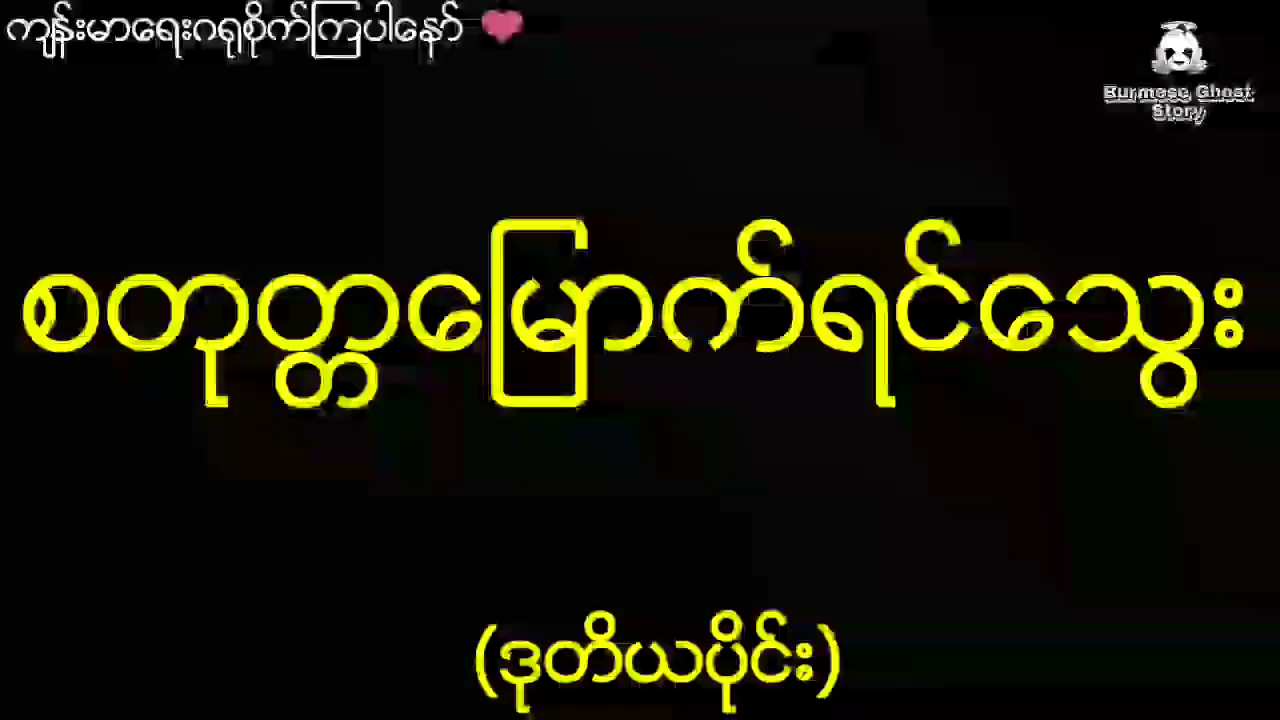 ကျန်းမာရေးဂရုစိုက်ကြပါနော် ❤
Burmese Ghost
Story
စတုတ္ထမြောက်ရင်သွေး
(ဒုတိယပိုင်း)